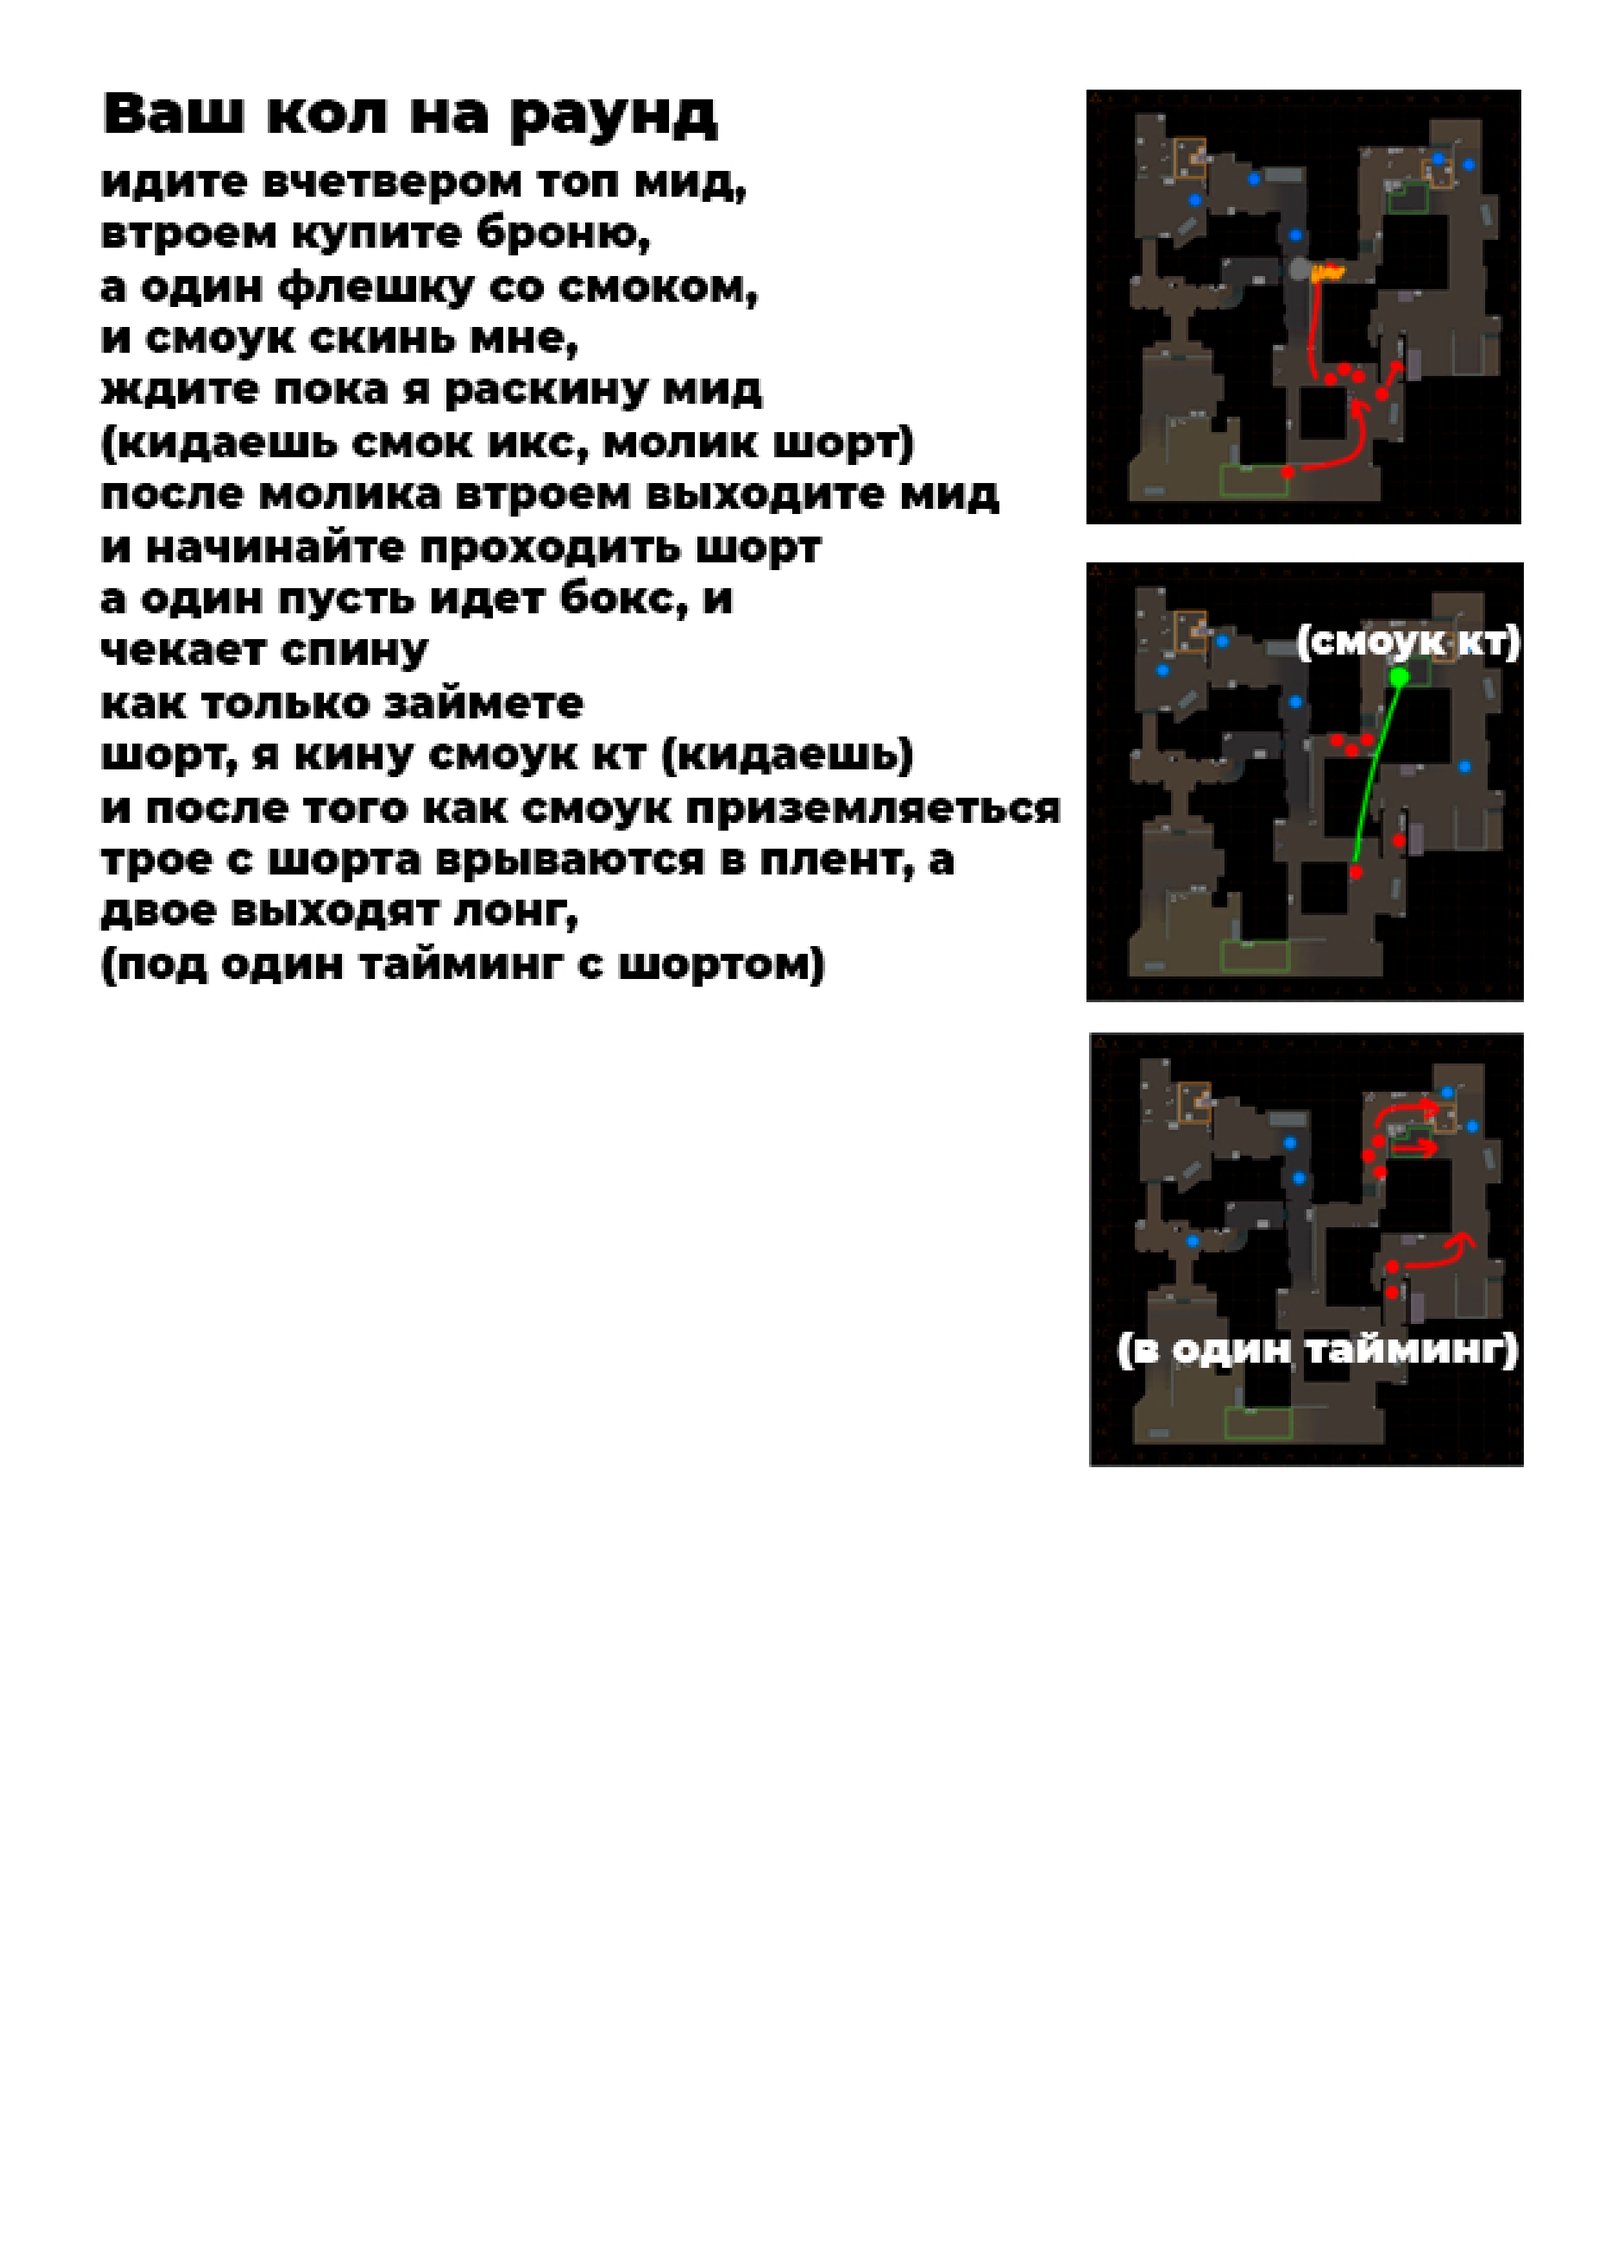 Ваш кол на раунд
идите вчетвером топ мид,
втроем купите броню,
а один флешку со смоком,
и смоук скинь мне,
ждите пока я раскину мид
(кидаешь смок икс, молик шорт)
после молика втроем выходите мид
и начинайте проходить шорт
а один пусть идет бокс, и
чекает спину
как только займете
шорт, я кину смоук кт (кидаешь)
и после того как смоук приземляеться
трое с шорта врываются в плент, а
двое выходят лонг,
(под один тайминг с шортом)
(смоук кт)
(в один тайминг)